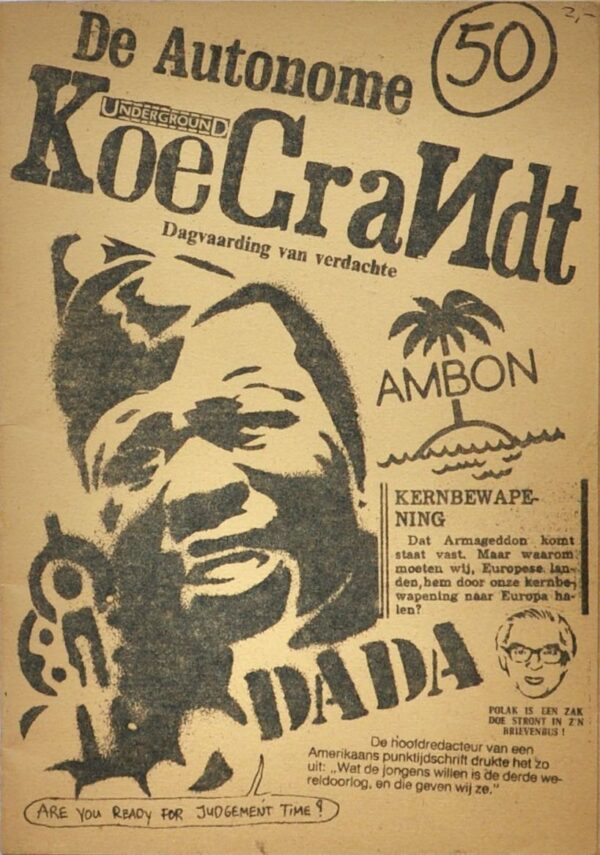 2,-
50
De Autonome
UNDERGROUND
KoeCraNdt
Dagvaarding van verdachte
AMBON
KERNBEWAPE-
NING
Dat Armageddon komt
staat vast. Maar waarom
moeten wij, Europese lan-
den, hem door onze kernbe-
wapening naar Europa ha-
len?
DADA
POLAK IS EEN ZAK
DOE STRONT IN Z'N
BRIEVENBUS!
De hoofdredacteur van een
Amerikaans punktijdschrift drukte het zo
uit: „Wat de jongens willen is de derde we-
reldoorlog, en die geven wij ze."
ARE YOU READY FOR JUDGEMENT TIME?